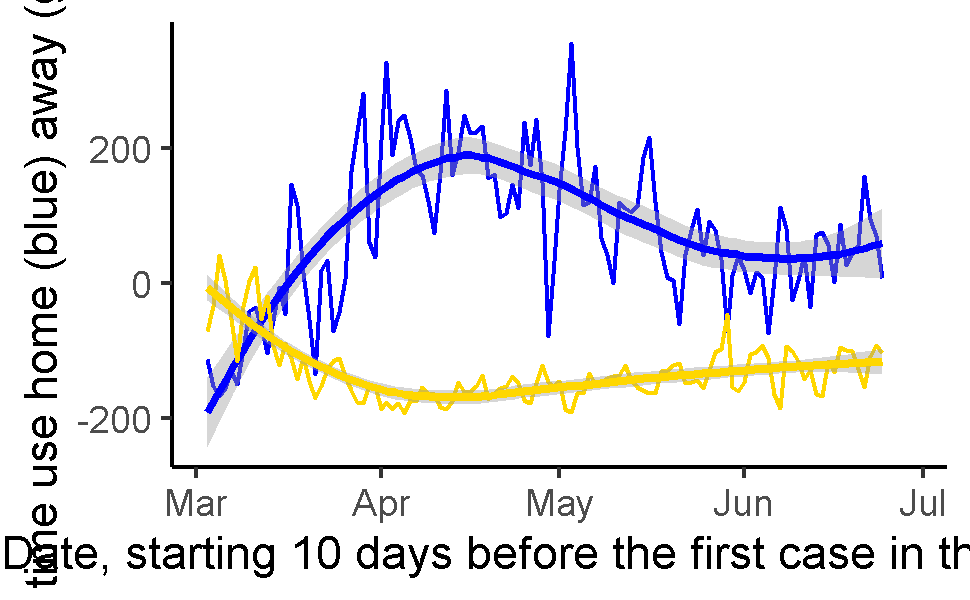 time use home (blue) away (
200
0
-200
Mar Apr May Jun Jul
Date, starting 10 days before the first case in th